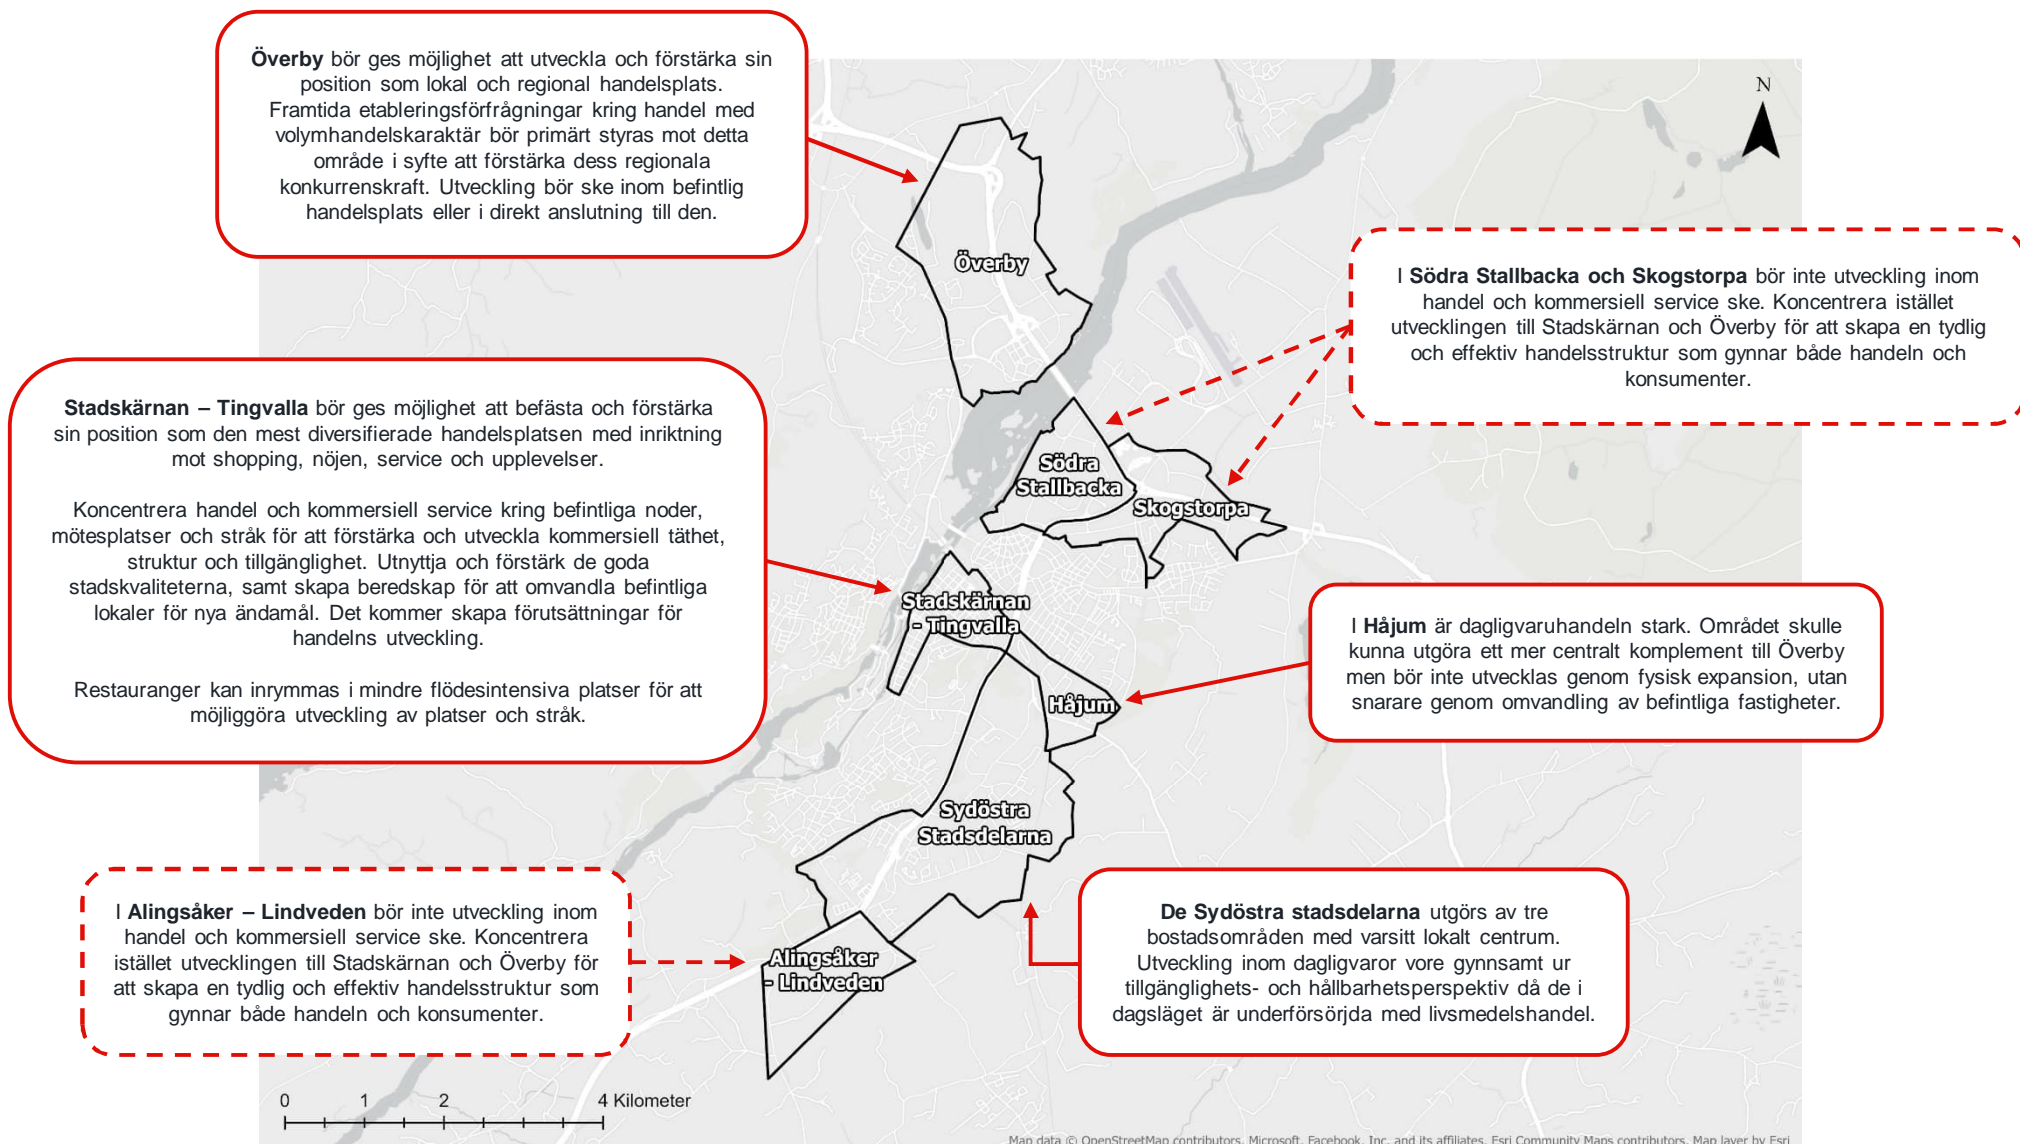 Överby bör ges möjlighet att utveckla och förstärka sin
position som lokal och regional handelsplats.
Framtida etableringsförfrågningar kring handel med
volymhandelskaraktär bör primärt styras mot detta
område i syfte att förstärka dess regionala
konkurrenskraft. Utveckling bör ske inom befintlig
handelsplats eller i direkt anslutning till den.
N
Överby
I Södra Stallbacka och Skogstorpa bör inte utveckling inom
handel och kommersiell service ske. Koncentrera istället
utvecklingen till Stadskärnan och Överby för att skapa en tydlig
och effektiv handelsstruktur som gynnar både handeln och
konsumenter.
Stadskärnan – Tingvalla bör ges möjlighet att befästa och förstärka
sin position som den mest diversifierade handelsplatsen med inriktning
mot shopping, nöjen, service och upplevelser.
Koncentrera handel och kommersiell service kring befintliga noder,
mötesplatser och stråk för att förstärka och utveckla kommersiell täthet,
struktur och tillgänglighet. Utnyttja och förstärk de goda
stadskvaliteterna, samt skapa beredskap för att omvandla befintliga
lokaler för nya ändamål. Det kommer skapa förutsättningar för
handelns utveckling.
Restauranger kan inrymmas i mindre flödesintensiva platser för att
möjliggöra utveckling av platser och stråk.
Södra
Stallbacka
Skogstorpa
Stadskärnan
- Tingvalla
I Håjum är dagligvaruhandeln stark. Området skulle
kunna utgöra ett mer centralt komplement till Överby
men bör inte utvecklas genom fysisk expansion, utan
snarare genom omvandling av befintliga fastigheter.
Håjum
Sydöstra
Stadsdelarna
I Alingsåker – Lindveden bör inte utveckling inom
handel och kommersiell service ske. Koncentrera
istället utvecklingen till Stadskärnan och Överby för
att skapa en tydlig och effektiv handelsstruktur som
gynnar både handeln och konsumenter.
Alingsåker
- Lindveden
De Sydöstra stadsdelarna utgörs av tre
bostadsområden med varsitt lokalt centrum.
Utveckling inom dagligvaror vore gynnsamt ur
tillgänglighets- och hållbarhetsperspektiv då de i
dagsläget är underförsörjda med livsmedelshandel.
0 1 2 4 Kilometer
Map data © OpenStreetMap contributors, Microsoft, Facebook, Inc. and its affiliates, Esri Community Maps contributors, Map layer by Esri